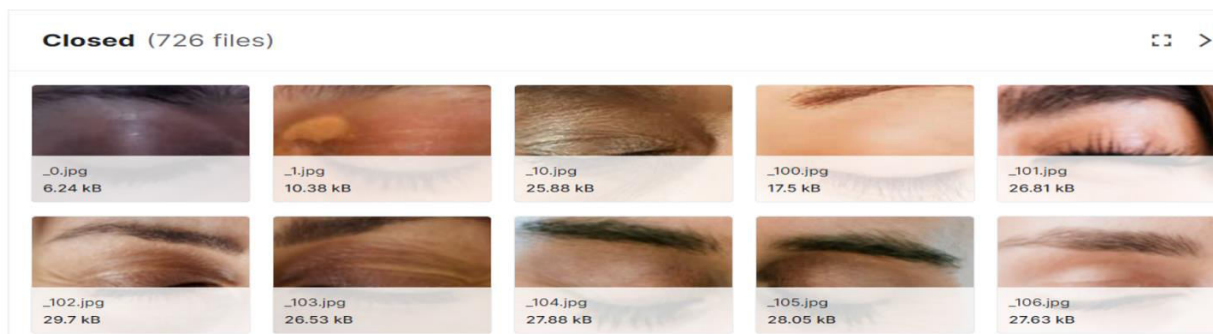 Closed (726 files)
_0.jpg
6.24 kB
_1.jpg
10.38 kB
_10.jpg
25.88 kB
_100.jpg
17.5 kB
_101.jpg
26.81 kB
_102.jpg
29.7 kB
_103.jpg
26.53 kB
_104.jpg
27.88 kB
_105.jpg
28.05 kB
_106.jpg
27.63 kB